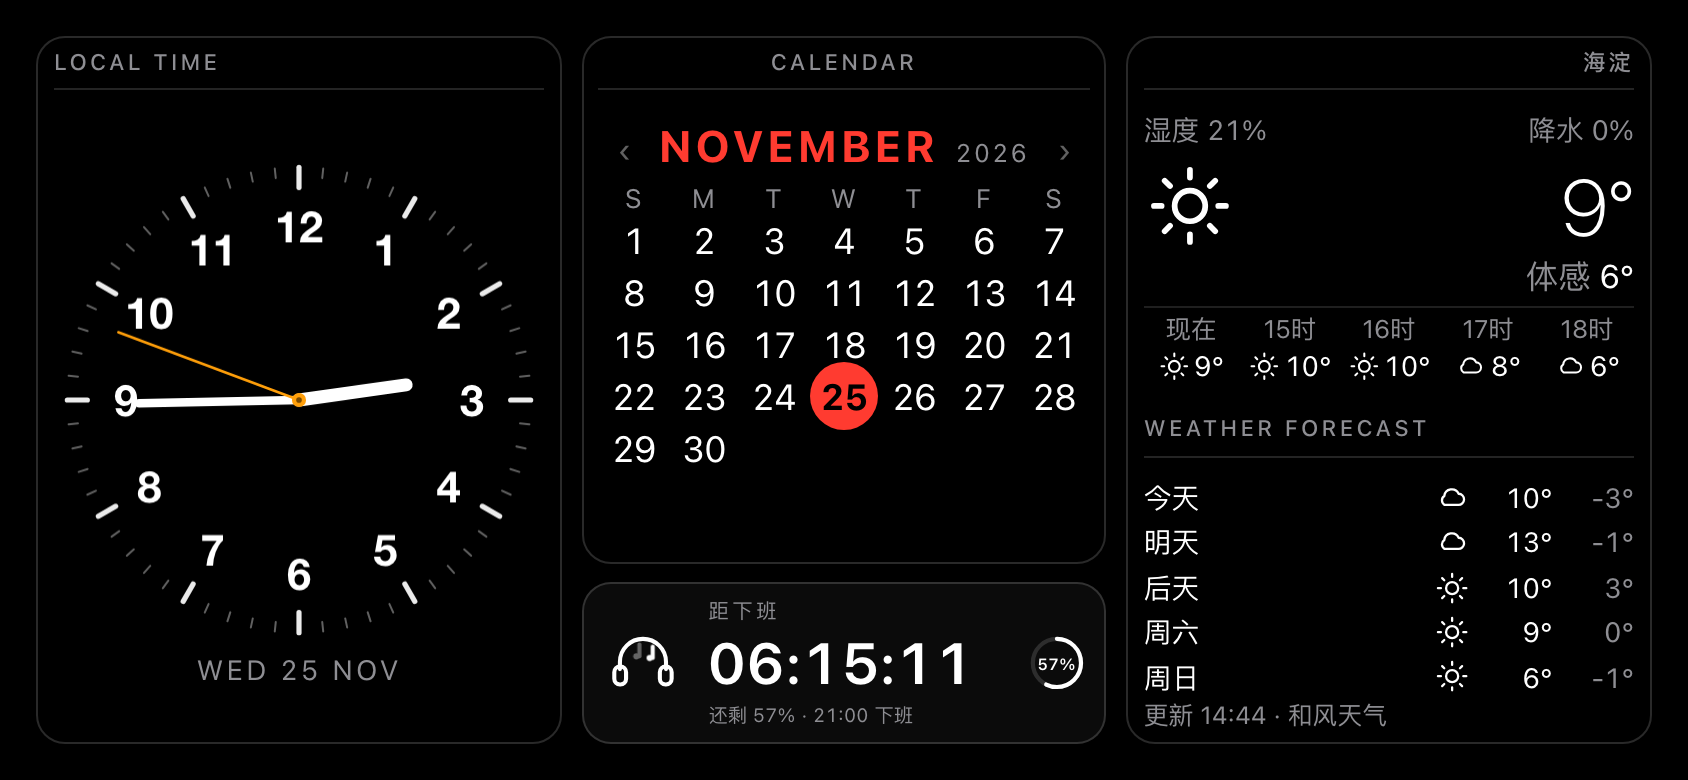 LOCAL TIME
12
11
1
10
2
9
3
8
4
7
5
6
WED 25 NOV
CALENDAR
‹ NOVEMBER 2026 ›
S M T W T F S
1 2 3 4 5 6 7
8 9 10 11 12 13 14
15 16 17 18 19 20 21
22 23 24 25 26 27 28
29 30
距下班
06:15:11
57%
还剩 57% · 21:00 下班
海淀
湿度 21% 降水 0%
9°
体感 6°
现在 15时 16时 17时 18时
9° 10° 10° 8° 6°
WEATHER FORECAST
今天 10° -3°
明天 13° -1°
后天 10° 3°
周六 9° 0°
周日 6° -1°
更新 14:44 · 和风天气